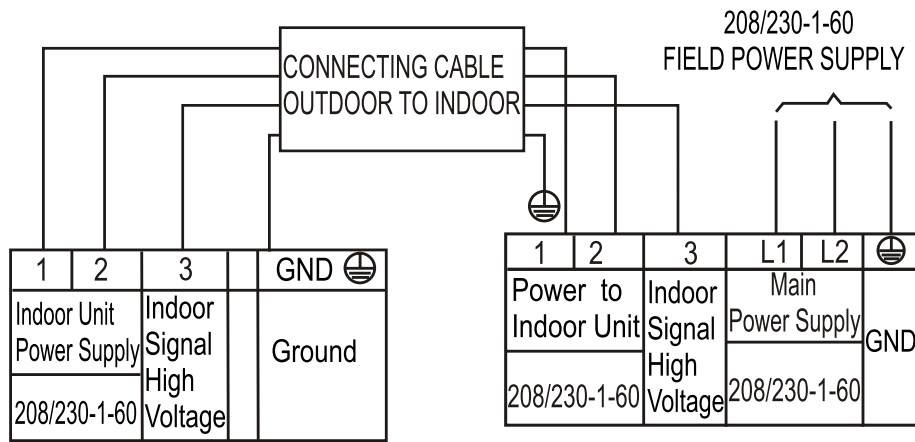 208/230-1-60
FIELD POWER SUPPLY
CONNECTING CABLE
OUTDOOR TO INDOOR
1 2 3 GND
Indoor Unit
Power Supply
208/230-1-60
Indoor
Signal
High
Voltage
Ground
1 2 3 L1 L2
Power to
Indoor Unit
208/230-1-60
Indoor
Signal
High
Voltage
Main
Power Supply
208/230-1-60
GND